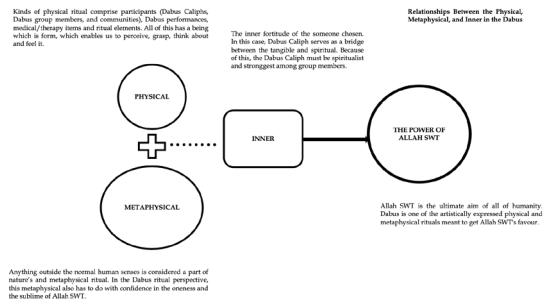 Kinds of physical ritual comprise participants (Dabus Caliphs,
Dabus group members, and communities), Dabus performances,
medical/therapy items and ritual elements. All of this has a being
which is form, which enables us to perceive, grasp, think about
and feel it.
The inner fortitude of the someone chosen.
In this case, Dabus Caliph serves as a bridge
between the tangible and spiritual. Because
of this, the Dabus Caliph must be spiritualist
and stronggest among group members.
Relationships Between the Physical,
Metaphysical, and Inner in the Dabus
PHYSICAL
INNER
THE POWER OF
ALLAH SWT
METAPHYSICAL
Allah SWT is the ultimate aim of all of humanity.
Dabus is one of the artistically expressed physical and
metaphysical rituals meant to get Allah SWT's favour.
Anything outside the normal human senses is considered a part of
nature's and metaphysical ritual. In the Dabus ritual perspective,
this metaphysical also has to do with confidence in the oneness and
the sublime of Allah SWT.